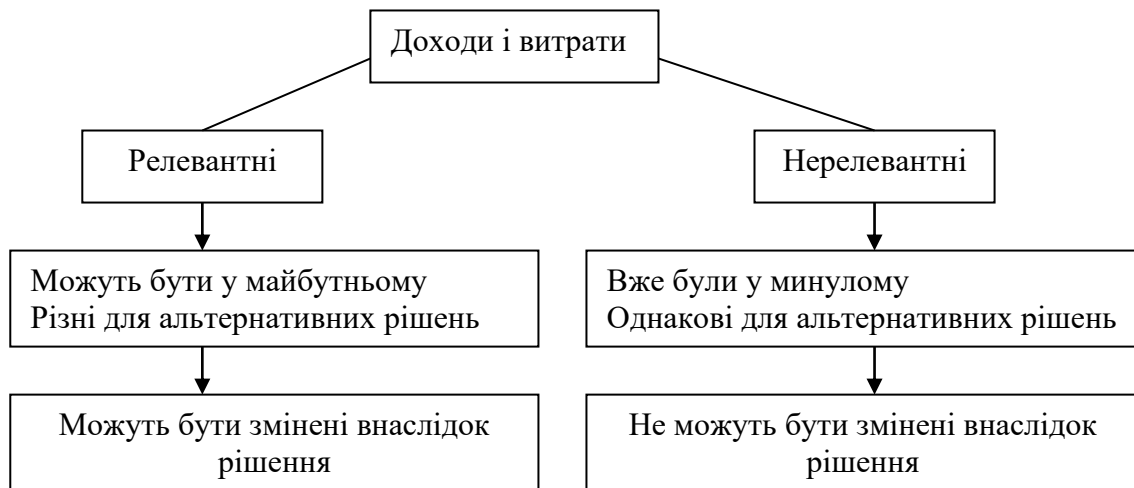 Доходи і витрати
Релевантні
Нерелевантні
Можуть бути у майбутньому
Різні для альтернативних рішень
Вже були у минулому
Однакові для альтернативних рішень
Можуть бути змінені внаслідок
рішення
Не можуть бути змінені внаслідок
рішення